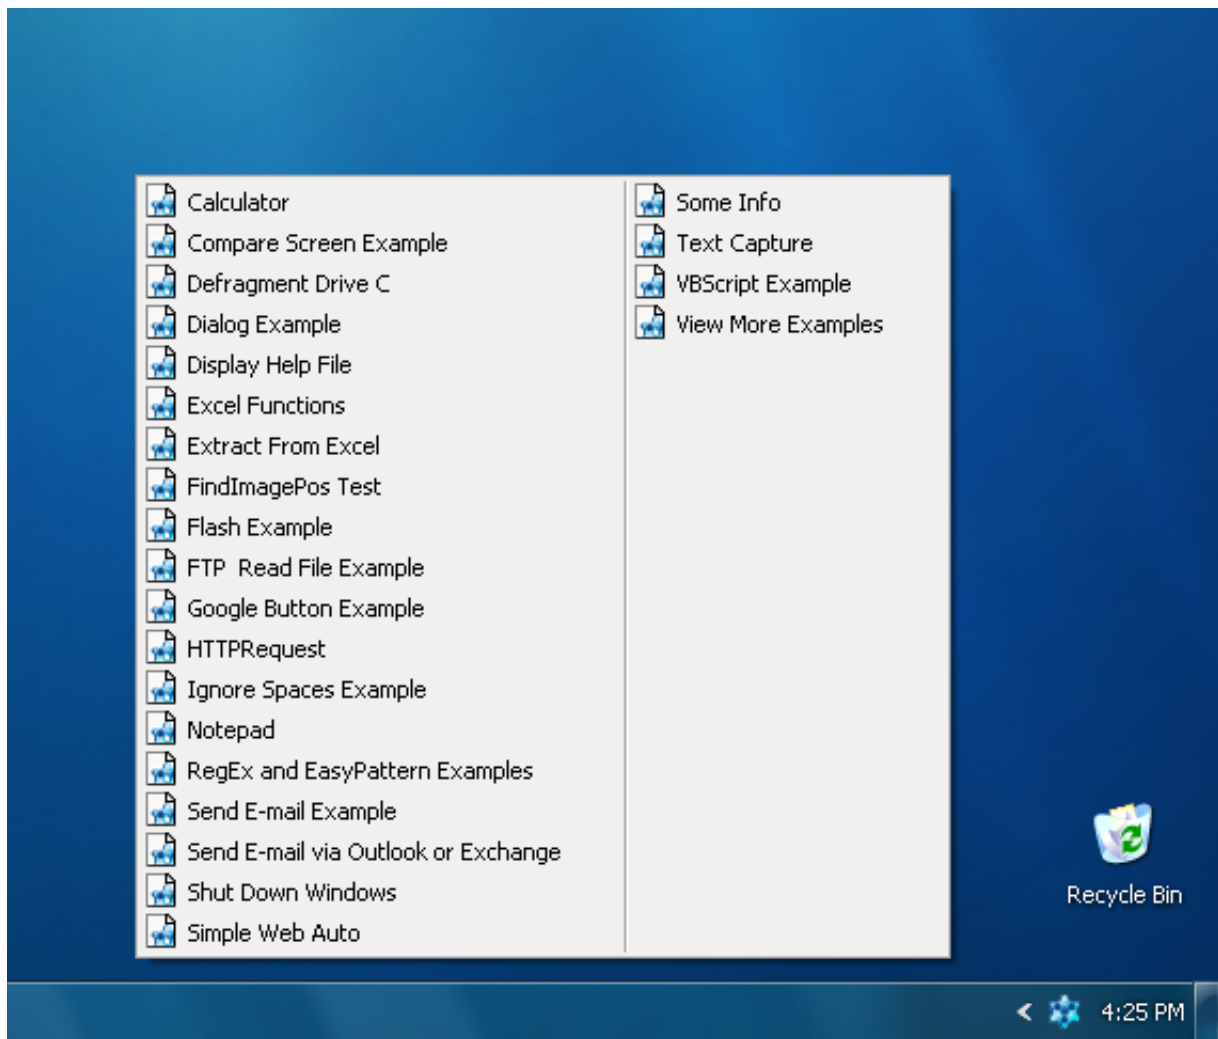 Calculator
Compare Screen Example
Defragment Drive C
Dialog Example
Display Help File
Excel Functions
Extract From Excel
FindImagePos Test
Flash Example
FTP  Read File Example
Google Button Example
HTTPRequest
Ignore Spaces Example
Notepad
RegEx and EasyPattern Examples
Send E-mail Example
Send E-mail via Outlook or Exchange
Shut Down Windows
Simple Web Auto
Some Info
Text Capture
VBScript Example
View More Examples
Recycle Bin
4:25 PM